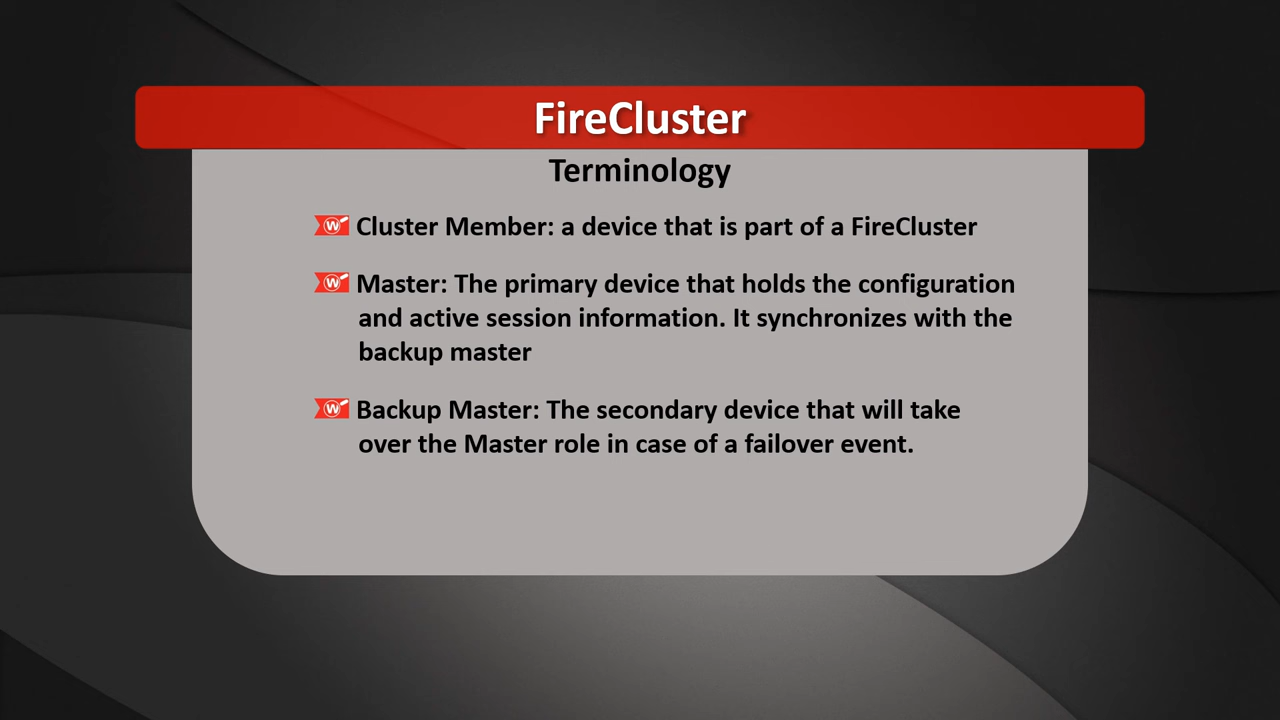 FireCluster
Terminology
Cluster Member: a device that is part of a FireCluster
Master: The primary device that holds the configuration
and active session information. It synchronizes with the
backup master
Backup Master: The secondary device that will take
over the Master role in case of a failover event.